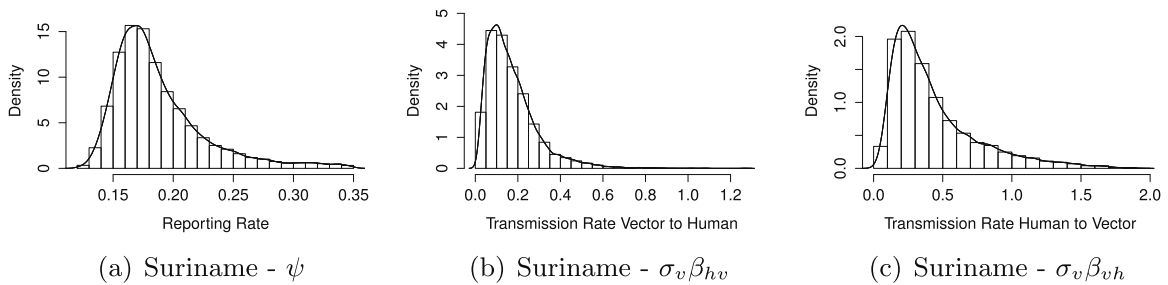 Density
0
5
10
15
0.15 0.20 0.25 0.30 0.35
Reporting Rate
(a) Suriname - ψ
Density
0
1
2
3
4
5
0.0 0.2 0.4 0.6 0.8 1.0 1.2
Transmission Rate Vector to Human
(b) Suriname - σvβhv
Density
0.0
1.0
2.0
0.0 0.5 1.0 1.5 2.0
Transmission Rate Human to Vector
(c) Suriname - σvβvh